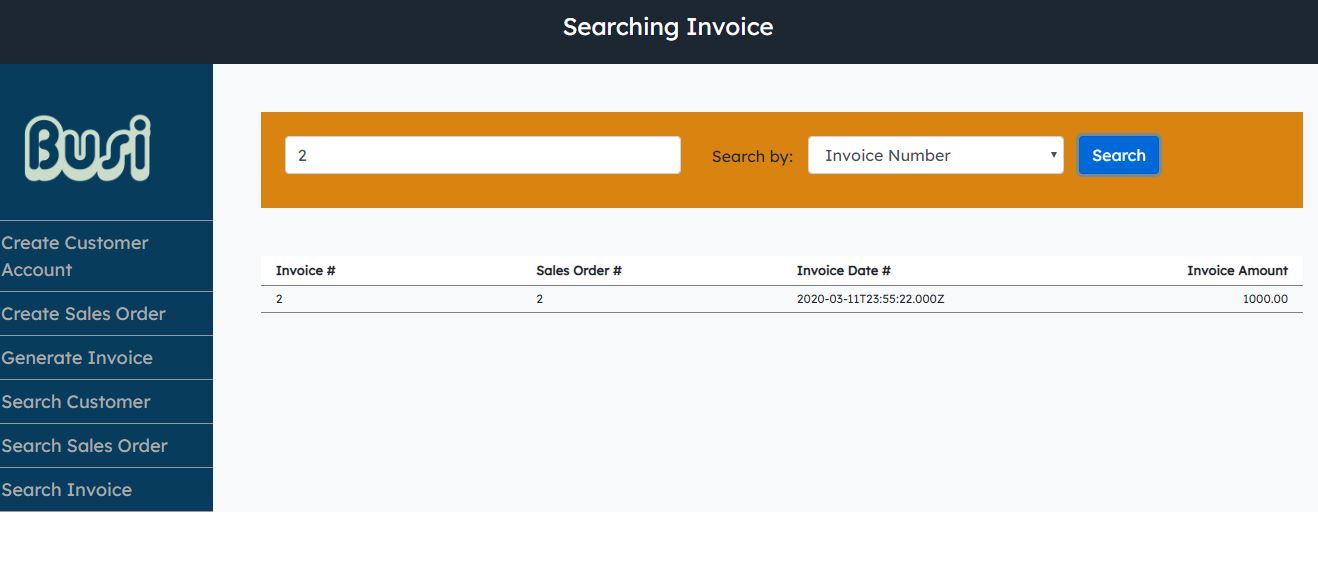 Searching Invoice
Busi
2
Search by:
Invoice Number
Search
Create Customer
Account
Create Sales Order
Generate Invoice
Search Customer
Search Sales Order
Search Invoice
Invoice # Sales Order # Invoice Date # Invoice Amount
2 2 2020-03-11T23:55:22.000Z 1000.00